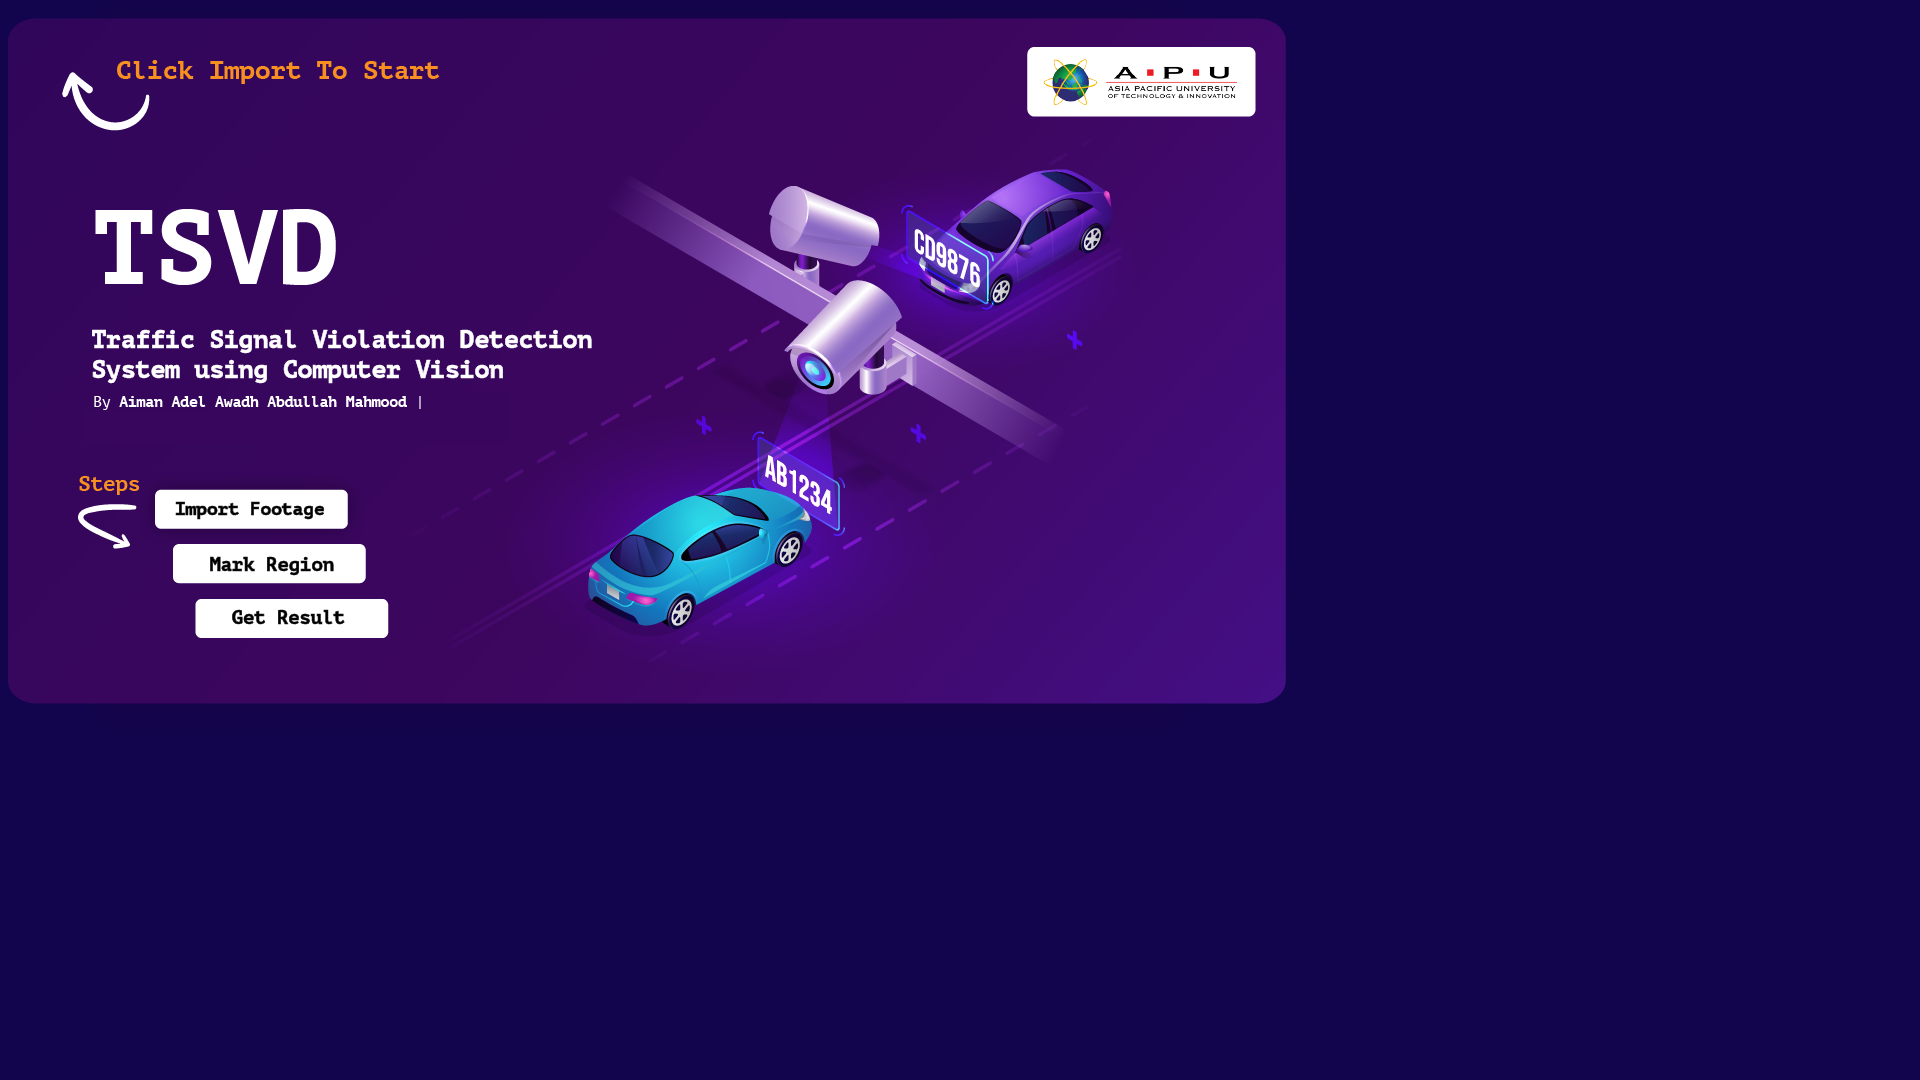 Click Import To Start
A·P·U
ASIA PACIFIC UNIVERSITY
OF TECHNOLOGY & INNOVATION
TSVD
CD9876
Traffic Signal Violation Detection
System using Computer Vision
By Aiman Adel Awadh Abdullah Mahmood |
AB1234
Steps
Import Footage
Mark Region
Get Result